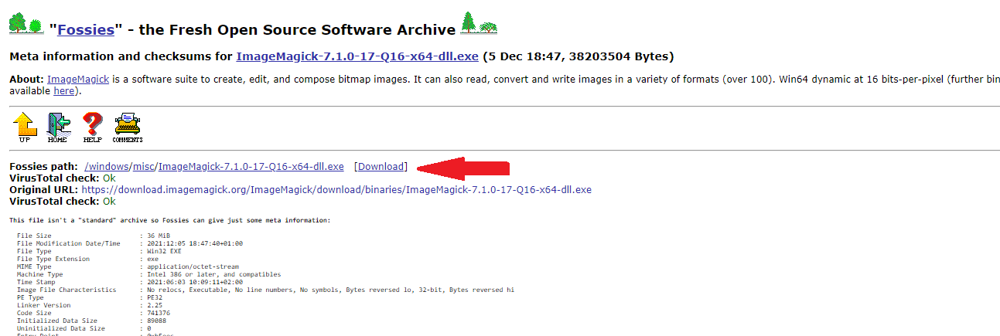 "Fossies" - the Fresh Open Source Software Archive
Meta information and checksums for ImageMagick-7.1.0-17-Q16-x64-dll.exe (5 Dec 18:47, 38203504 Bytes)
About: ImageMagick is a software suite to create, edit, and compose bitmap images. It can also read, convert and write images in a variety of formats (over 100). Win64 dynamic at 16 bits-per-pixel (further bin
available here).
UP HOME HELP COMMENTS
Fossies path: /windows/misc/ImageMagick-7.1.0-17-Q16-x64-dll.exe [Download]
VirusTotal check: Ok
Original URL: https://download.imagemagick.org/ImageMagick/download/binaries/ImageMagick-7.1.0-17-Q16-x64-dll.exe
VirusTotal check: Ok
This file isn't a "standard" archive so Fossies can give just some meta information:
File Size : 36 MiB
File Modification Date/Time : 2021:12:05 18:47:40+01:00
File Type : Win32 EXE
File Type Extension : exe
MIME Type : application/octet-stream
Machine Type : Intel 386 or later, and compatibles
Time Stamp : 2021:06:03 10:09:11+02:00
Image File Characteristics : No relocs, Executable, No line numbers, No symbols, Bytes reversed lo, 32-bit, Bytes reversed hi
PE Type : PE32
Linker Version : 2.25
Code Size : 741376
Initialized Data Size : 89088
Uninitialized Data Size : 0